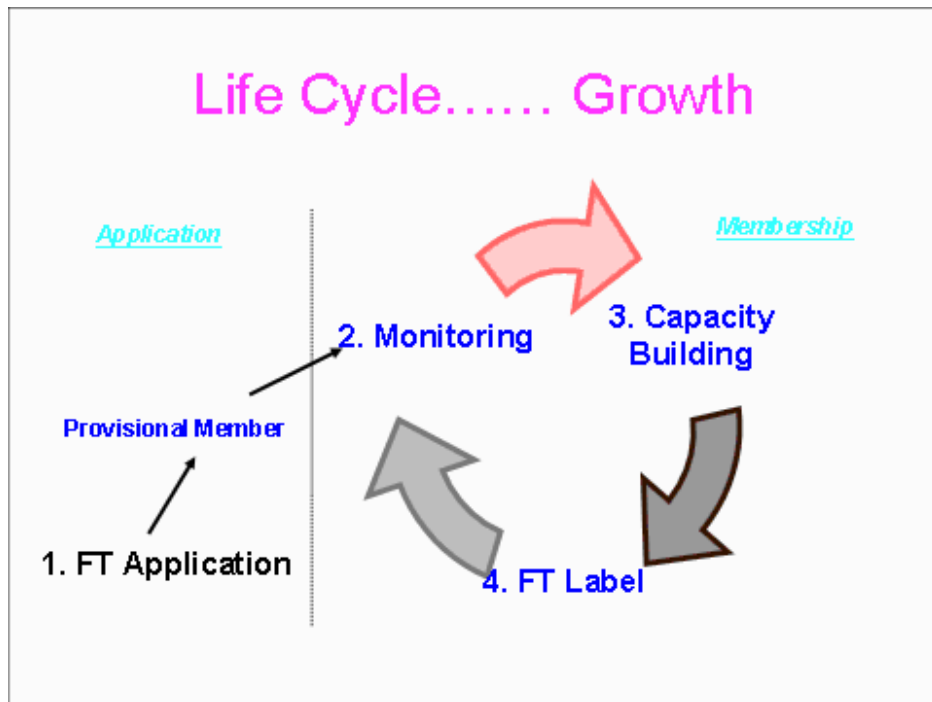 Life Cycle...... Growth
Application
Membership
2. Monitoring
3. Capacity
Building
Provisional Member
1. FT Application
4. FT Label